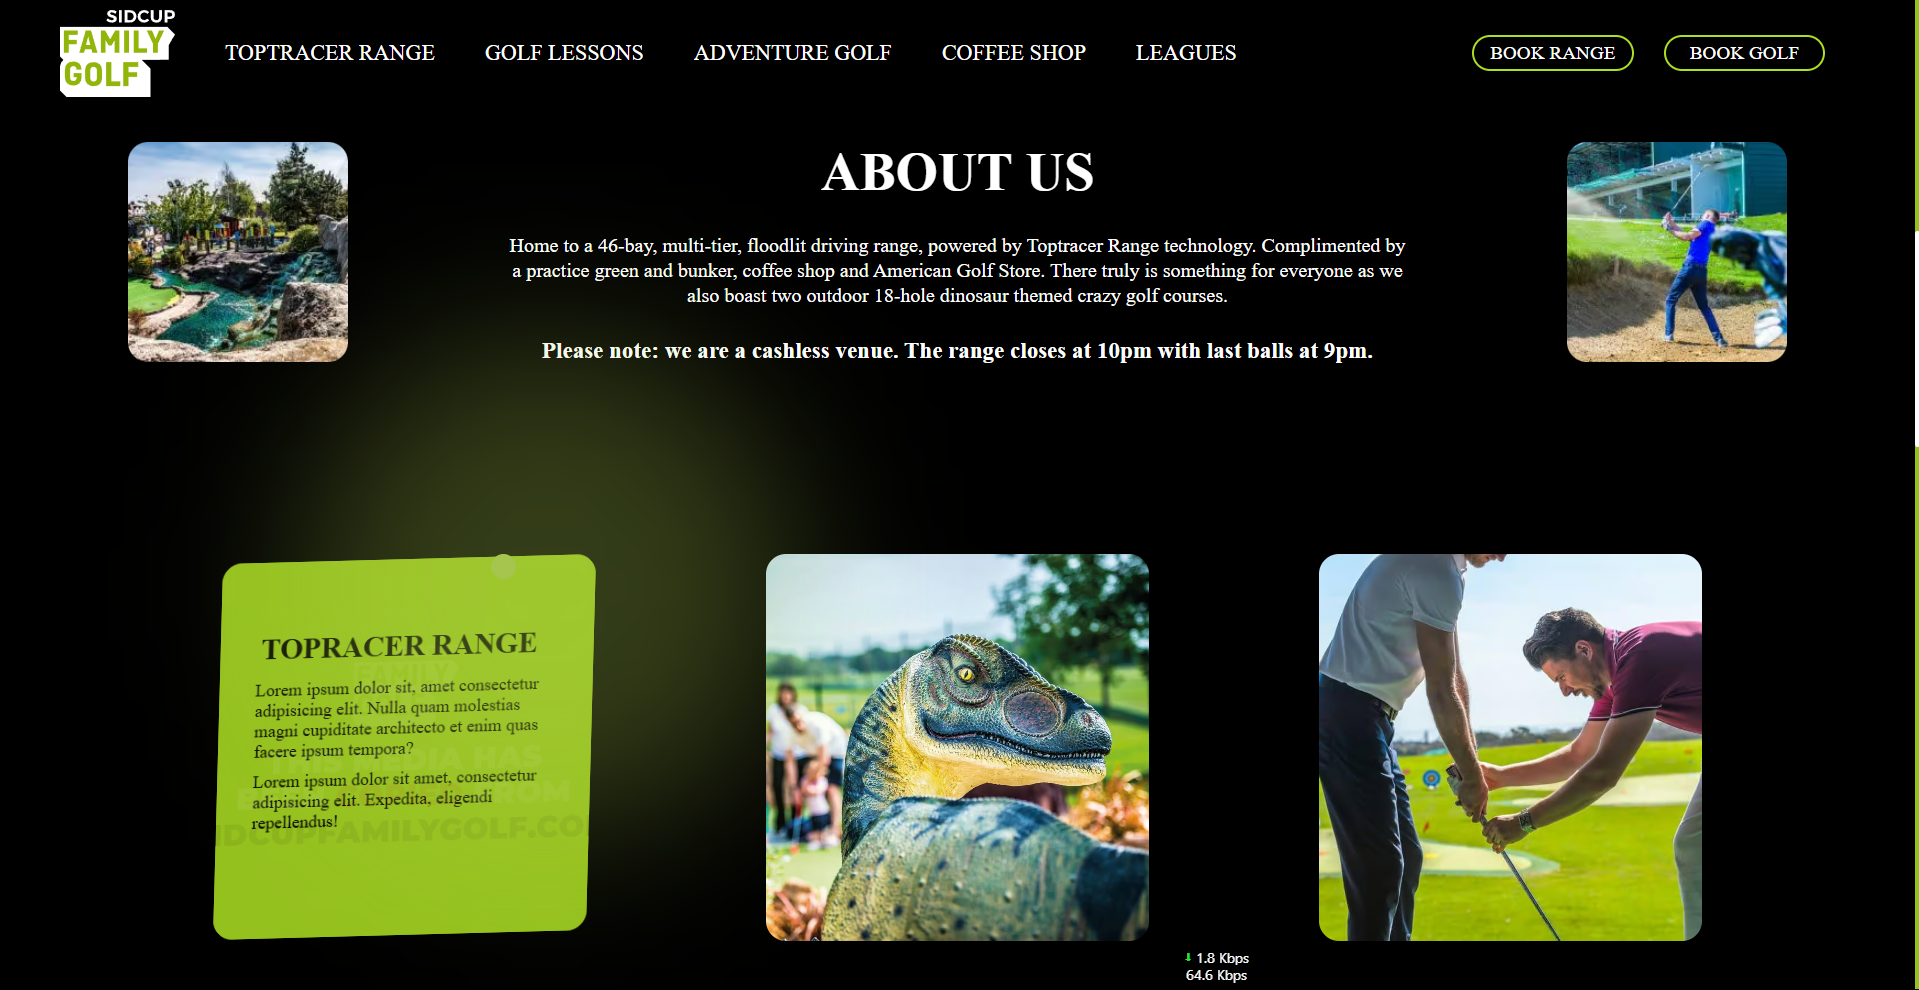 SIDCUP
FAMILY
GOLF
TOPTRACER RANGE
GOLF LESSONS
ADVENTURE GOLF
COFFEE SHOP
LEAGUES
BOOK RANGE
BOOK GOLF
ABOUT US
Home to a 46-bay, multi-tier, floodlit driving range, powered by Toptracer Range technology. Complimented by
a practice green and bunker, coffee shop and American Golf Store. There truly is something for everyone as we
also boast two outdoor 18-hole dinosaur themed crazy golf courses.
Please note: we are a cashless venue. The range closes at 10pm with last balls at 9pm.
TOPRACER RANGE
Lorem ipsum dolor sit, amet consectetur
adipisicing elit. Nulla quam molestias
magni cupiditate architecto et enim quas
facere ipsum tempora?
Lorem ipsum dolor sit amet, consectetur
adipisicing elit. Expedita, eligendi
repellendus!
FAMILY
MEDIA HAS
IDCUPFAMILYGOLF.CO
1.8 Kbps
64.6 Kbps